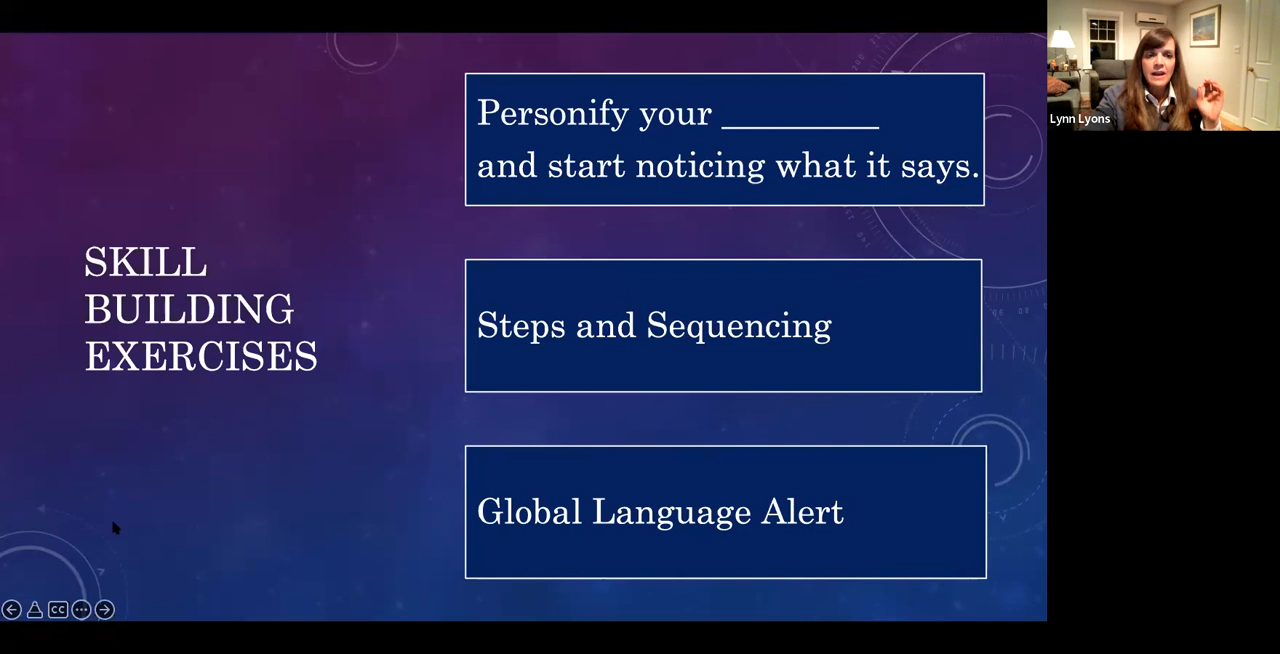 SKILL
BUILDING
EXERCISES
Personify your _________
and start noticing what it says.
Steps and Sequencing
Global Language Alert
Lynn Lyons
CC